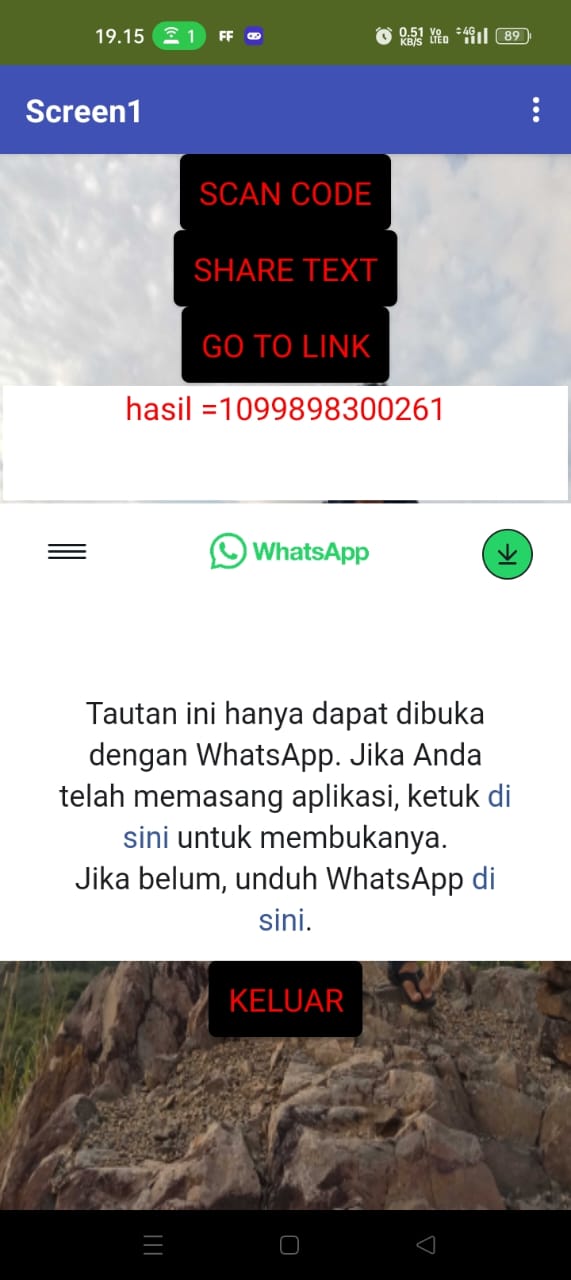 19.15 1 FF 0.51 KB/S Vo LTE 4G 89
Screen1
SCAN CODE
SHARE TEXT
GO TO LINK
hasil =1099898300261
WhatsApp
Tautan ini hanya dapat dibuka
dengan WhatsApp. Jika Anda
telah memasang aplikasi, ketuk di
sini untuk membukanya.
Jika belum, unduh WhatsApp di
sini.
KELUAR